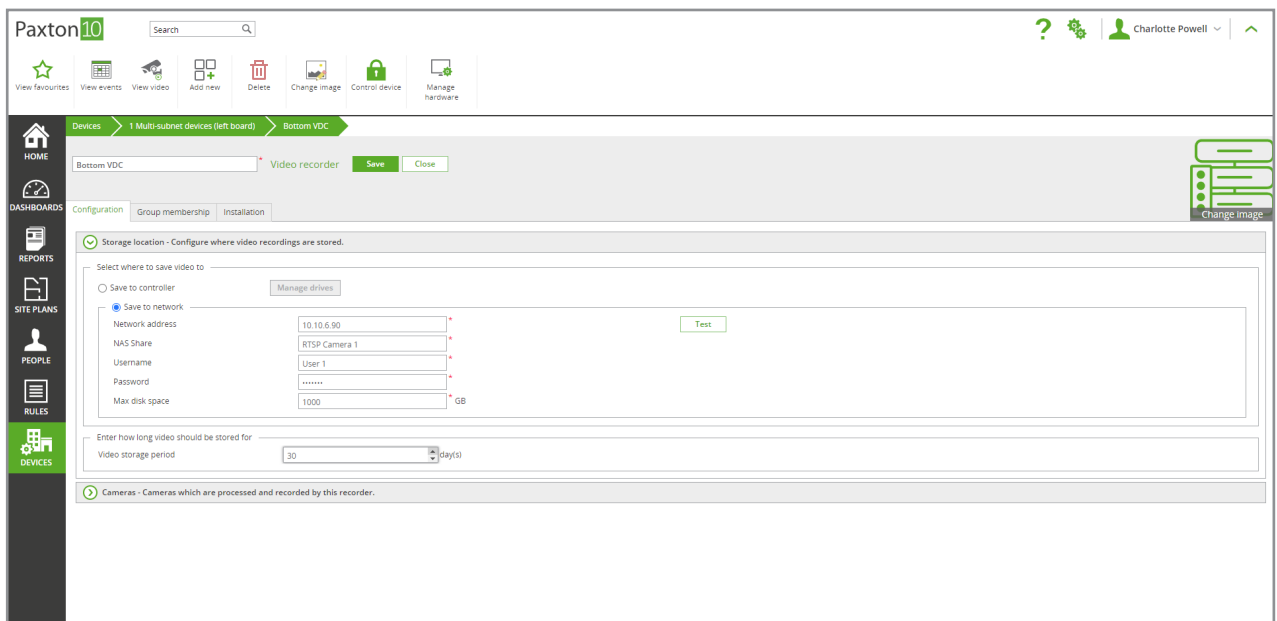 Paxton10
Search
?
Charlotte Powell
View favourites
View events
View video
Add new
Delete
Change image
Control device
Manage hardware
HOME
DASHBOARDS
REPORTS
SITE PLANS
PEOPLE
RULES
DEVICES
Devices
1 Multi-subnet devices (left board)
Bottom VDC
Bottom VDC * Video recorder Save Close
Change image
Configuration Group membership Installation
Storage location - Configure where video recordings are stored.
Select where to save video to
Save to controller Manage drives
Save to network
Network address 10.10.6.90 * Test
NAS Share RTSP Camera 1 *
Username User 1 *
Password ••••••• *
Max disk space 1000 * GB
Enter how long video should be stored for
Video storage period 30 day(s)
Cameras - Cameras which are processed and recorded by this recorder.